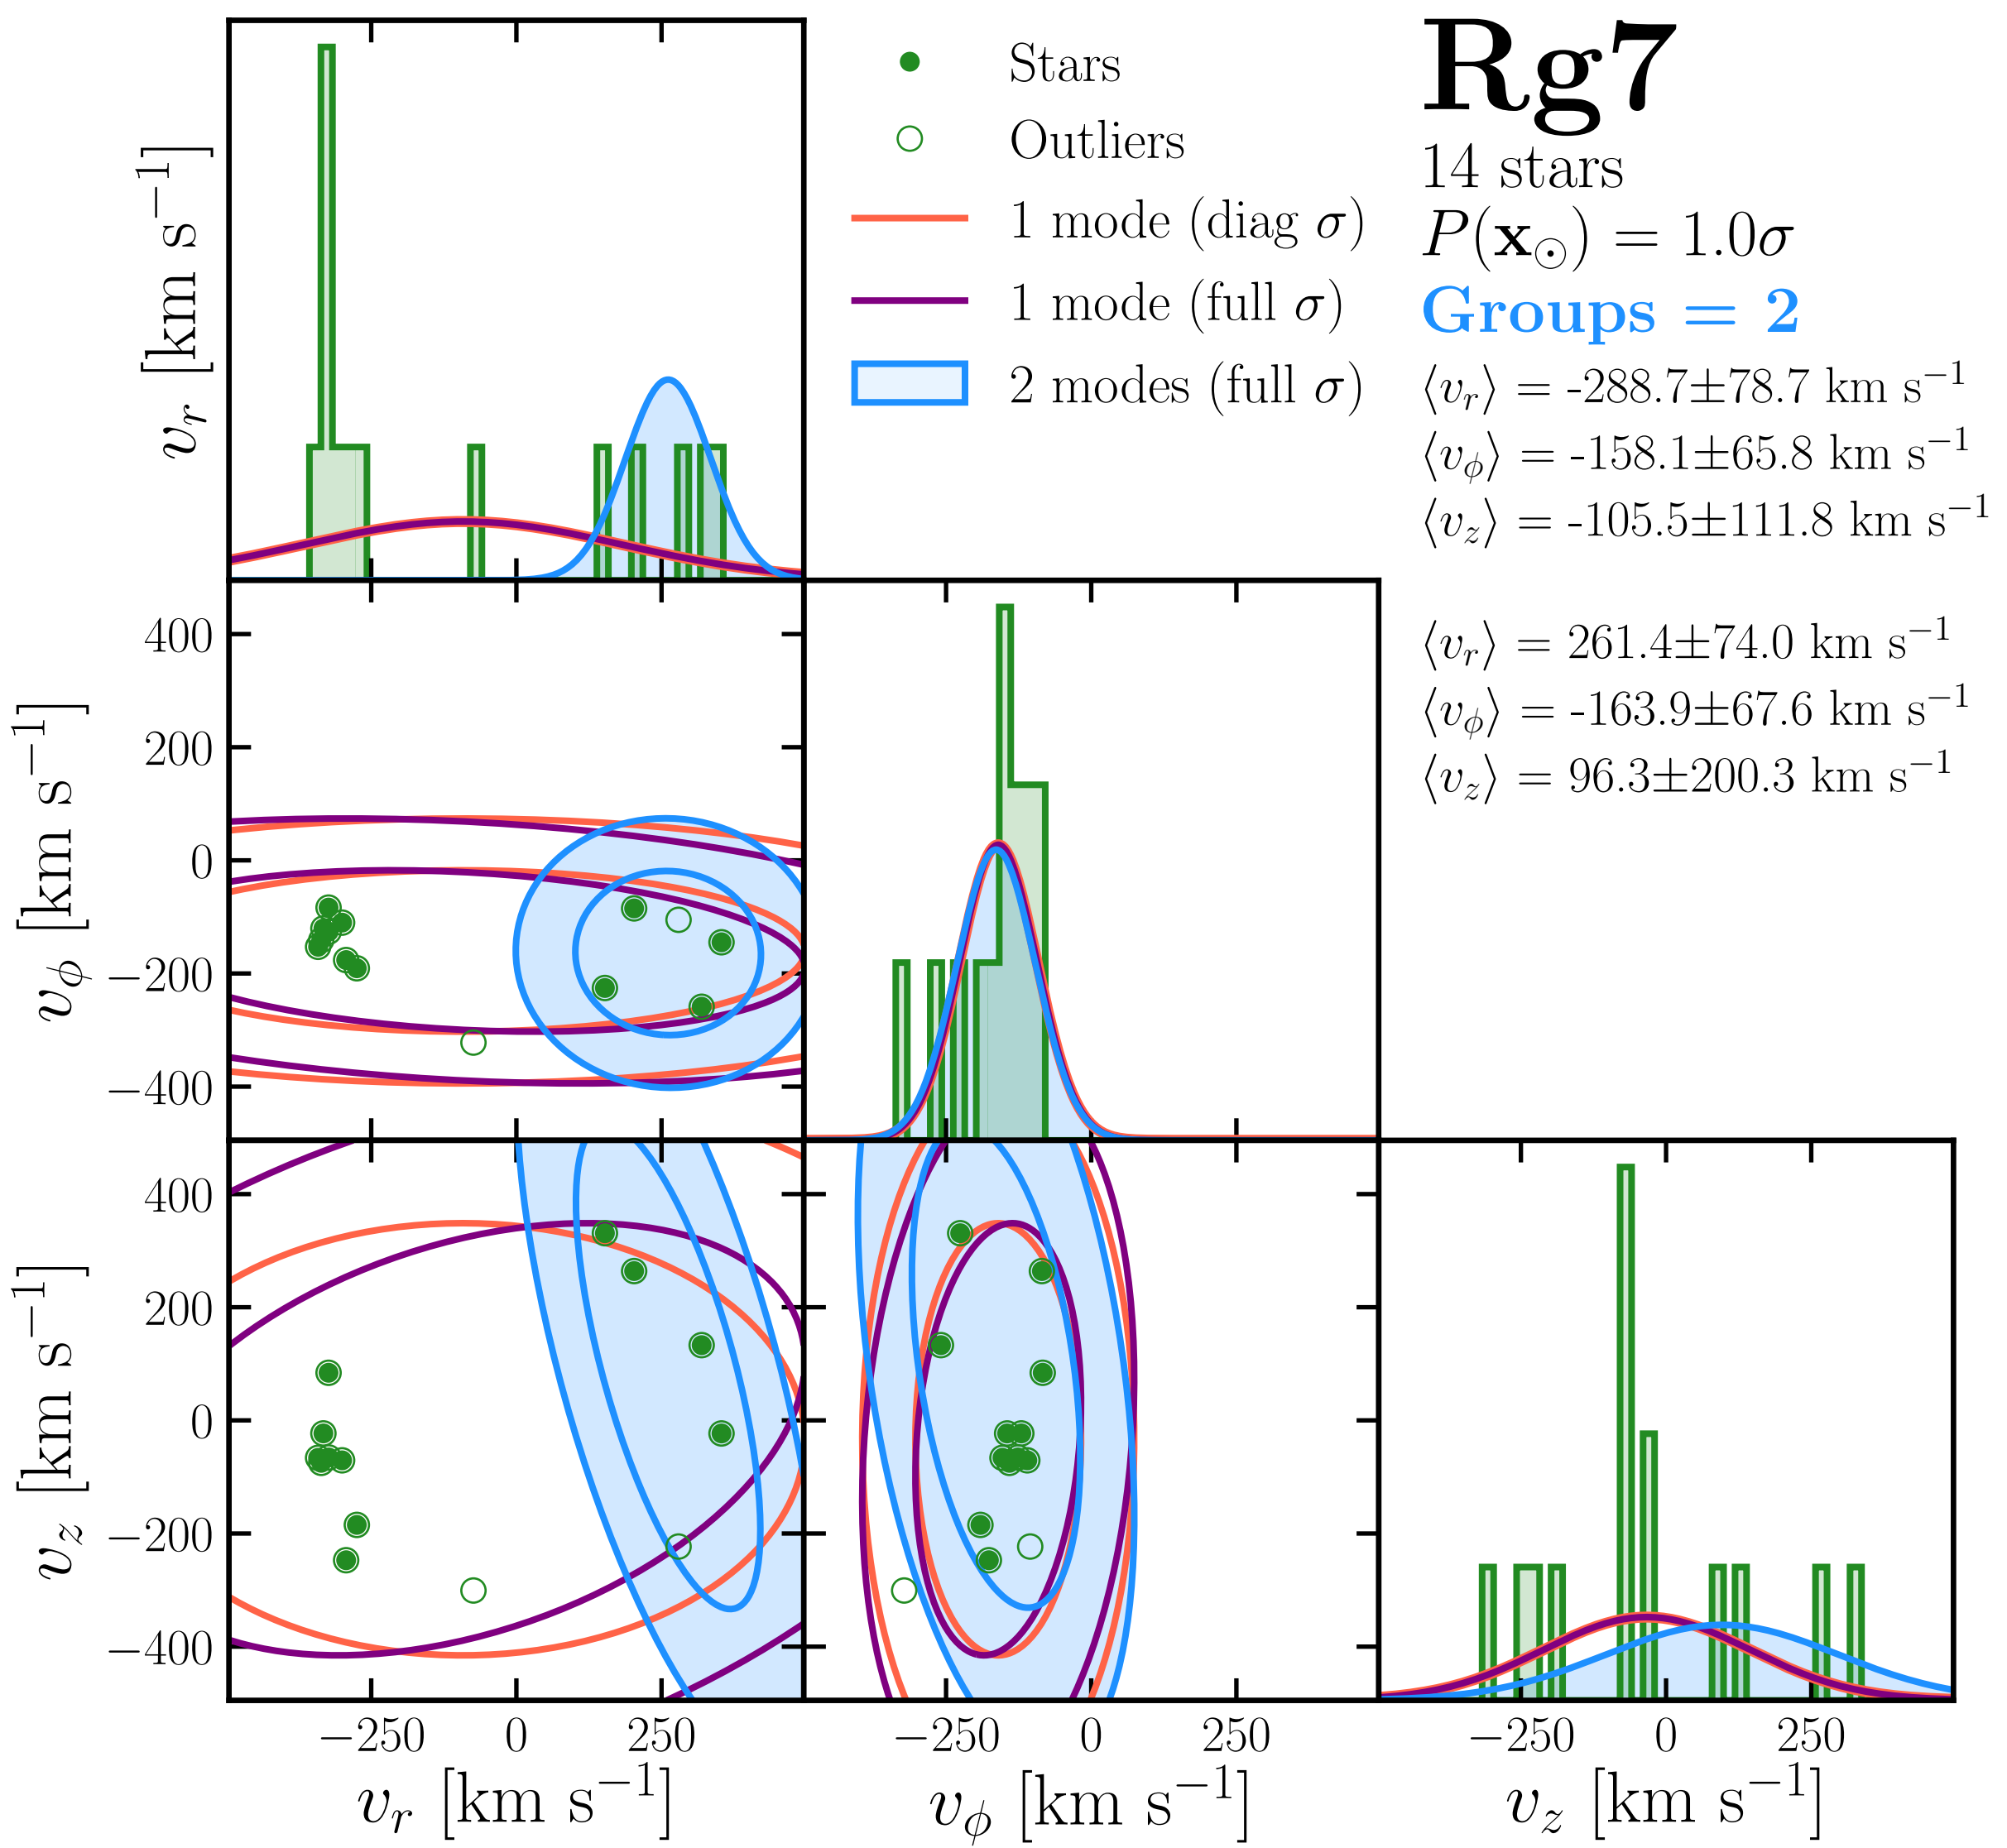 Stars
Outliers
1 mode (diag σ)
1 mode (full σ)
2 modes (full σ)
Rg7
14 stars
P(x⊙) = 1.0σ
Groups = 2
⟨v_r⟩ = -288.7±78.7 km s⁻¹
⟨v_ϕ⟩ = -158.1±65.8 km s⁻¹
⟨v_z⟩ = -105.5±111.8 km s⁻¹
⟨v_r⟩ = 261.4±74.0 km s⁻¹
⟨v_ϕ⟩ = -163.9±67.6 km s⁻¹
⟨v_z⟩ = 96.3±200.3 km s⁻¹
v_r [km s⁻¹]
400
200
0
−200
−400
v_ϕ [km s⁻¹]
400
200
0
−200
−400
v_z [km s⁻¹]
−250 0 250
−250 0 250
−250 0 250
v_r [km s⁻¹]
v_ϕ [km s⁻¹]
v_z [km s⁻¹]